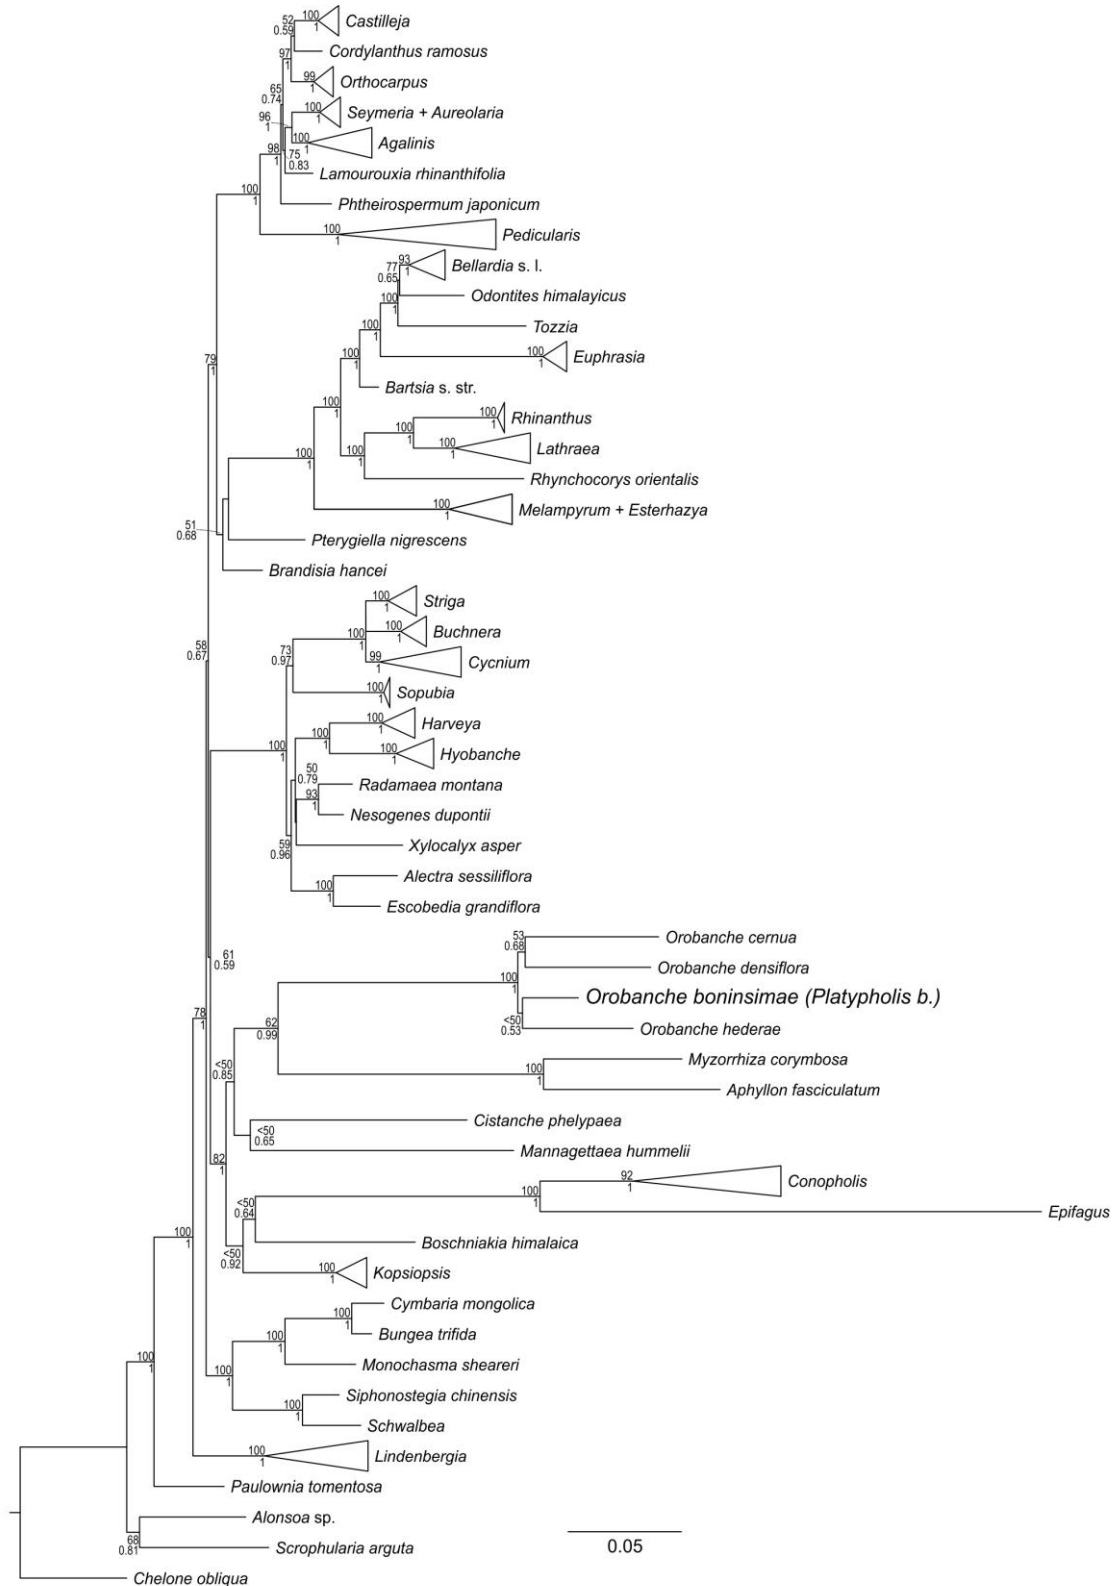 52
0.59
100
1
Castilleja
Cordylanthus ramosus
97
1
99
1
Orthocarpus
65
0.74
100
1
Seymeria + Aureolaria
96
1
100
1
Agalinis
98
1
75
0.83
Lamourouxia rhinanthifolia
100
1
Phtheirospermum japonicum
100
1
Pedicularis
93
1
Bellardia s. l.
77
0.65
Odontites himalayicus
100
1
Tozzia
100
1
100
1
Euphrasia
100
1
79
1
Bartsia s. str.
100
1
100
1
Rhinanthus
100
1
100
1
Lathraea
100
1
100
1
Rhynchocorys orientalis
100
1
Melampyrum + Esterhazya
51
0.68
Pterygiella nigrescens
Brandisia hancei
100
1
Striga
100
1
100
1
Buchnera
58
0.67
73
0.97
99
1
Cycnium
100
1
Sopubia
100
1
Harveya
100
1
100
1
100
1
Hyobanche
50
0.79
Radamaea montana
93
1
Nesogenes dupontii
59
0.96
Xylocalyx asper
100
1
Alectra sessiliflora
Escobedia grandiflora
53
0.68
Orobanche cernua
61
0.59
Orobanche densiflora
100
1
Orobanche boninsimae (Platypholis b.)
78
1
62
0.99
<50
0.53
Orobanche hederae
<50
0.85
Myzorrhiza corymbosa
100
1
Aphyllon fasciculatum
Cistanche phelypaea
<50
0.65
Mannagettaea hummelii
82
1
92
1
Conopholis
<50
0.64
100
1
Epifagus
100
1
Boschniakia himalaica
<50
0.92
100
1
Kopsiopsis
Cymbaria mongolica
100
1
Bungea trifida
100
1
100
1
Monochasma sheareri
100
1
Siphonostegia chinensis
100
1
Schwalbea
100
1
Lindenbergia
Paulownia tomentosa
Alonsoa sp.
68
0.81
Scrophularia arguta
0.05
Chelone obliqua